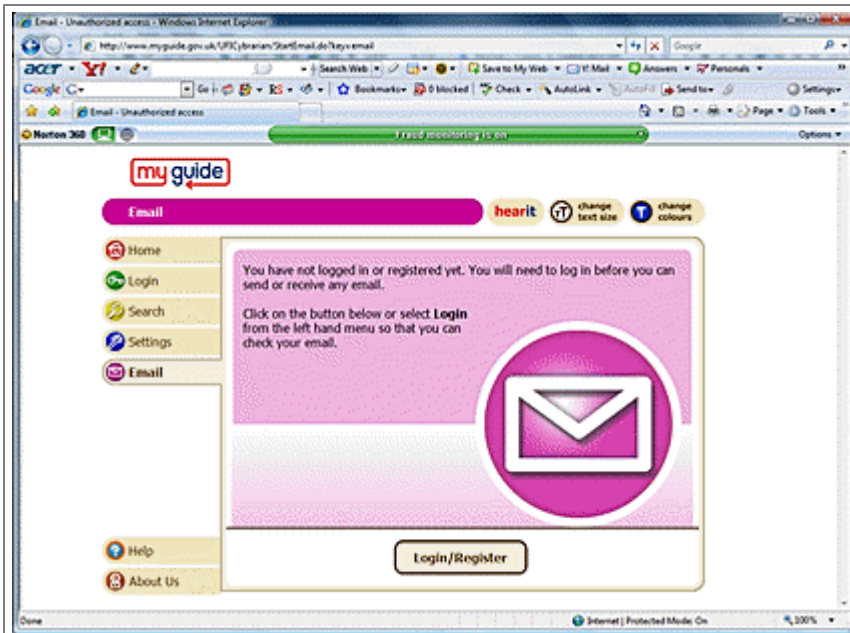 Email - Unauthorized access - Windows Internet Explorer
http://www.myguide.gov.uk/UFICybrarian/StartEmail.do?key=email
Google
acer Y! Search Web Save to My Web Y! Mail Answers Personals
Google G Go RS Bookmarks 0 blocked Check AutoLink AutoFill Send to Settings
Email - Unauthorized access Page Tools
Norton 360 Fraud monitoring is on Options
my guide
Email hearit T change text size T change colours
Home
Login
Search
Settings
Email
You have not logged in or registered yet. You will need to log in before you can
send or receive any email.
Click on the button below or select Login
from the left hand menu so that you can
check your email.
Help
About Us
Login/Register
Done Internet | Protected Mode: On 100%